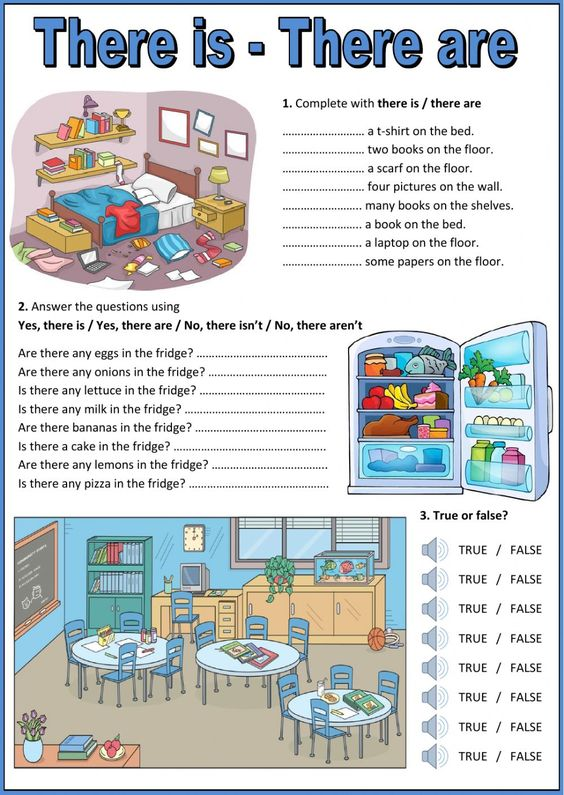 There is - There are
1. Complete with there is / there are
............................ a t-shirt on the bed.
............................ two books on the floor.
............................ a scarf on the floor.
............................ four pictures on the wall.
........................... many books on the shelves.
........................... a book on the bed.
........................... a laptop on the floor.
........................... some papers on the floor.
2. Answer the questions using
Yes, there is / Yes, there are / No, there isn't / No, there aren't
Are there any eggs in the fridge? ........................................
Are there any onions in the fridge? ........................................
Is there any lettuce in the fridge? ..........................................
Is there any milk in the fridge? ...............................................
Are there bananas in the fridge? ............................................
Is there a cake in the fridge? ...................................................
Are there any lemons in the fridge? .......................................
Is there any pizza in the fridge? ...............................................
3. True or false?
TRUE / FALSE
TRUE / FALSE
TRUE / FALSE
TRUE / FALSE
TRUE / FALSE
TRUE / FALSE
TRUE / FALSE
TRUE / FALSE